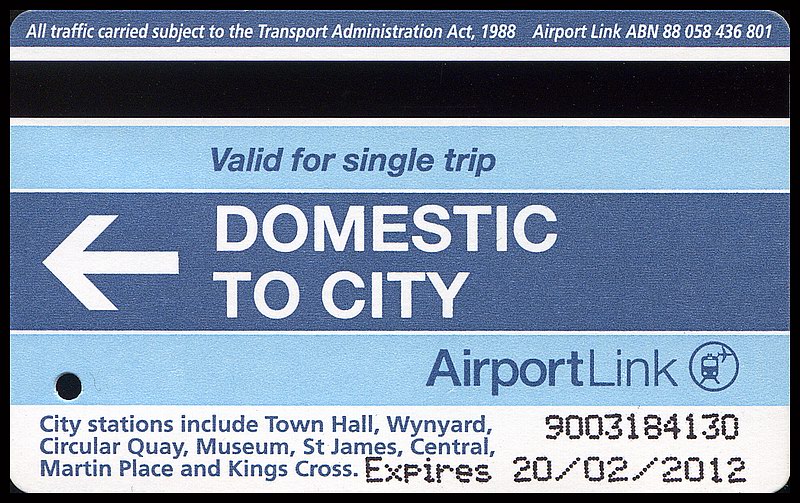 All traffic carried subject to the Transport Administration Act, 1988 Airport Link ABN 88 058 436 801
Valid for single trip
DOMESTIC
TO CITY
AirportLink
City stations include Town Hall, Wynyard,
Circular Quay, Museum, St James, Central,
Martin Place and Kings Cross.
9003184130
Expires 20/02/2012